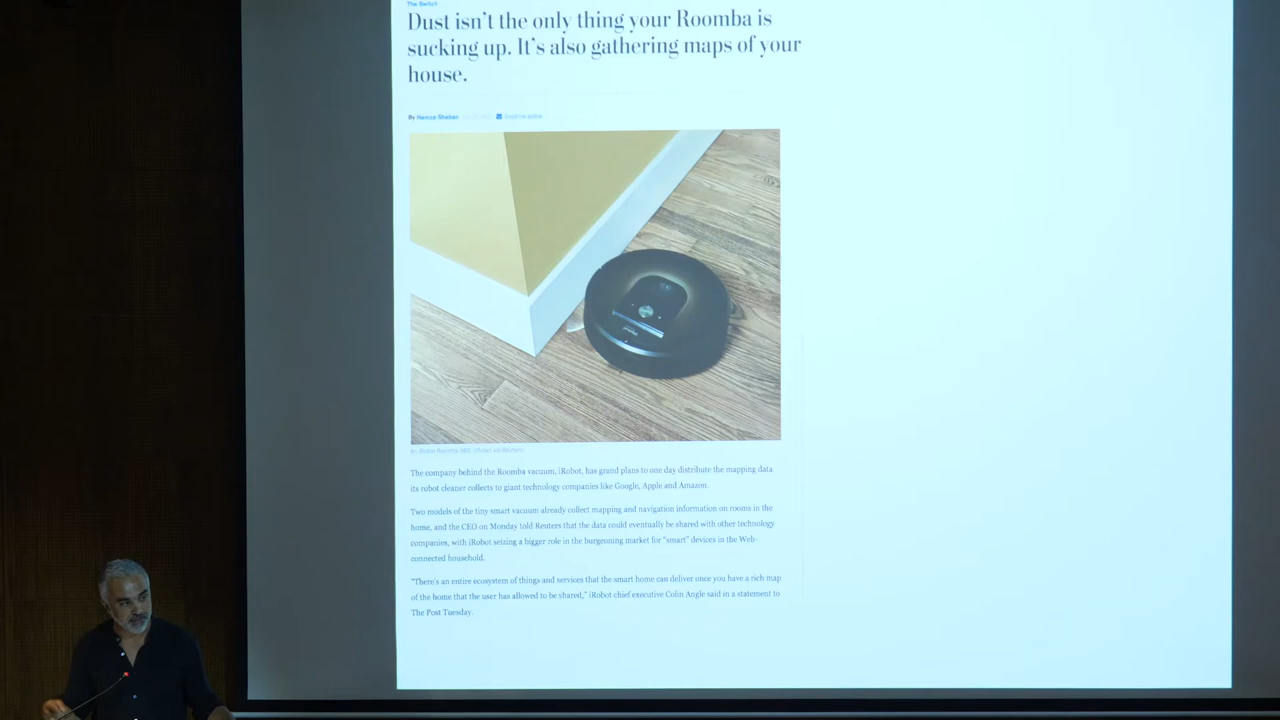 The Switch
Dust isn't the only thing your Roomba is
sucking up. It's also gathering maps of your
house.
By Hamza Shaban
The company behind the Roomba vacuum, iRobot, has grand plans to one day distribute the mapping data
its robot cleaner collects to giant technology companies like Google, Apple and Amazon.
Two models of the tiny smart vacuum already collect mapping and navigation information on rooms in the
home, and the CEO on Monday told Reuters that the data could eventually be shared with other technology
companies, with iRobot seizing a bigger role in the burgeoning market for "smart" devices in the Web-
connected household.
"There's an entire ecosystem of things and services that the smart home can deliver once you have a rich map
of the home that the user has allowed to be shared," iRobot chief executive Colin Angle said in a statement to
The Post Tuesday.